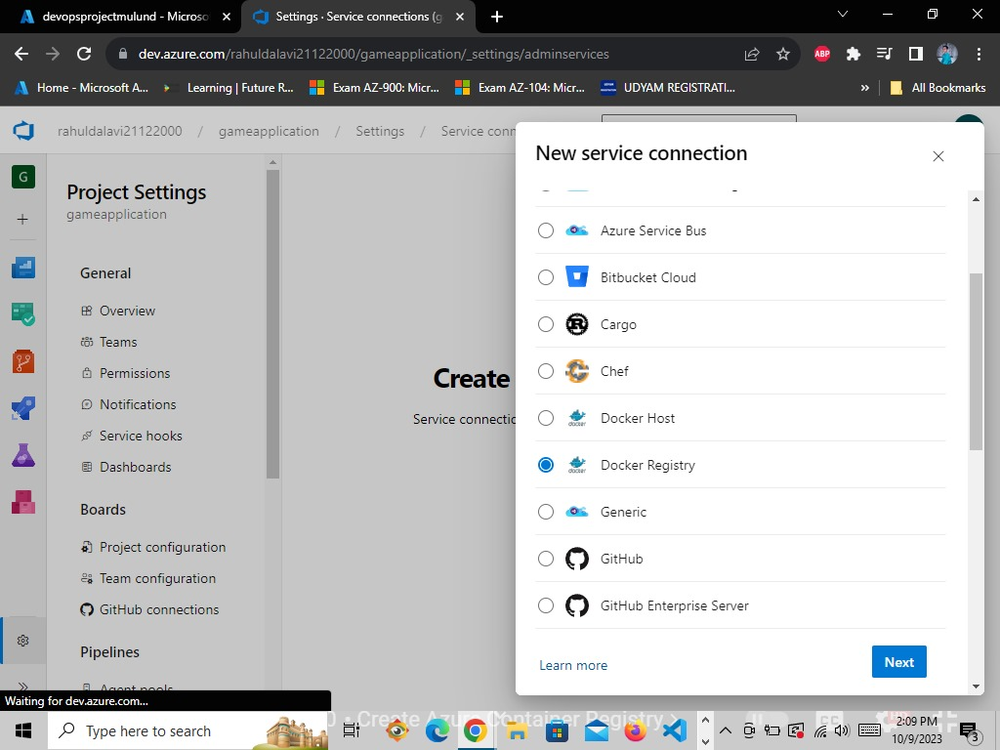 devopsprojectmulund - Microso
Settings · Service connections (g
dev.azure.com/rahuldalavi21122000/gameapplication/_settings/adminservices
ABP
Home - Microsoft A...
Learning | Future R...
Exam AZ-900: Micr...
Exam AZ-104: Micr...
UDYAM REGISTRATI...
»
All Bookmarks
rahuldalavi21122000 / gameapplication / Settings / Service conn
New service connection
G
Project Settings
gameapplication
General
Overview
Teams
Permissions
Notifications
Service hooks
Dashboards
Boards
Project configuration
Team configuration
GitHub connections
Pipelines
Agent pools
Create
Service connectio
Azure Service Bus
Bitbucket Cloud
Cargo
Chef
docker
Docker Host
docker
Docker Registry
Generic
GitHub
GitHub Enterprise Server
Learn more
Next
Waiting for dev.azure.com...
Type here to search
• Create Azure Container Registry >
2:09 PM
10/9/2023
3